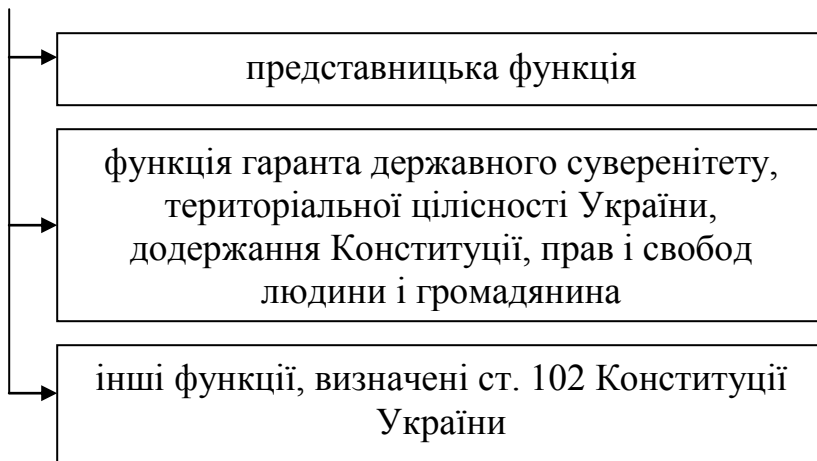 представницька функція
функція гаранта державного суверенітету,
територіальної цілісності України,
додержання Конституції, прав і свобод
людини і громадянина
інші функції, визначені ст. 102 Конституції
України